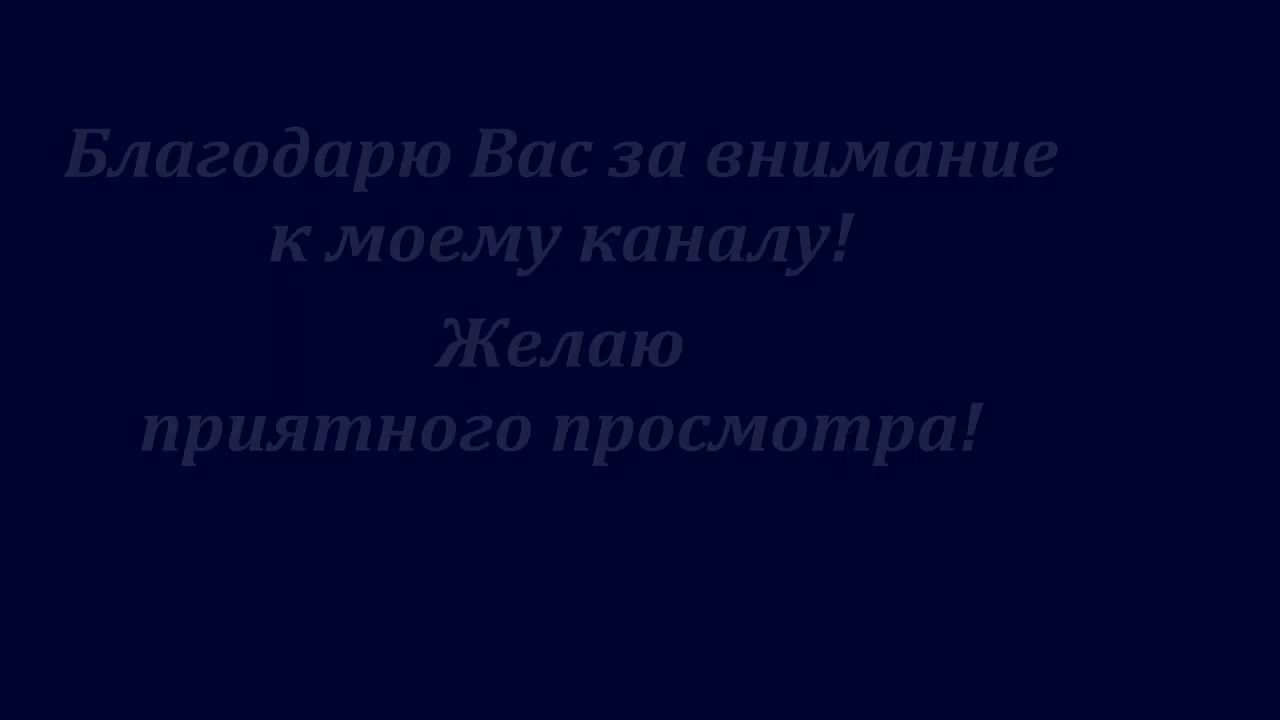 Благодарю Вас за внимание
к моему каналу!
Желаю
приятного просмотра!